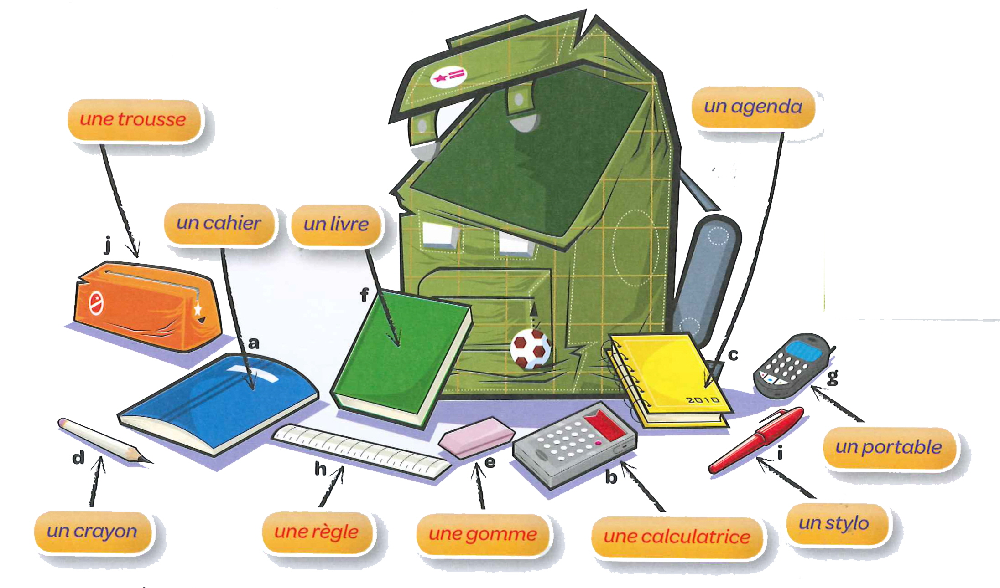 un agenda
une trousse
un cahier
un livre
j
f
a
c
g
2010
un portable
d
h
e
b
i
un crayon
une règle
une gomme
une calculatrice
un stylo